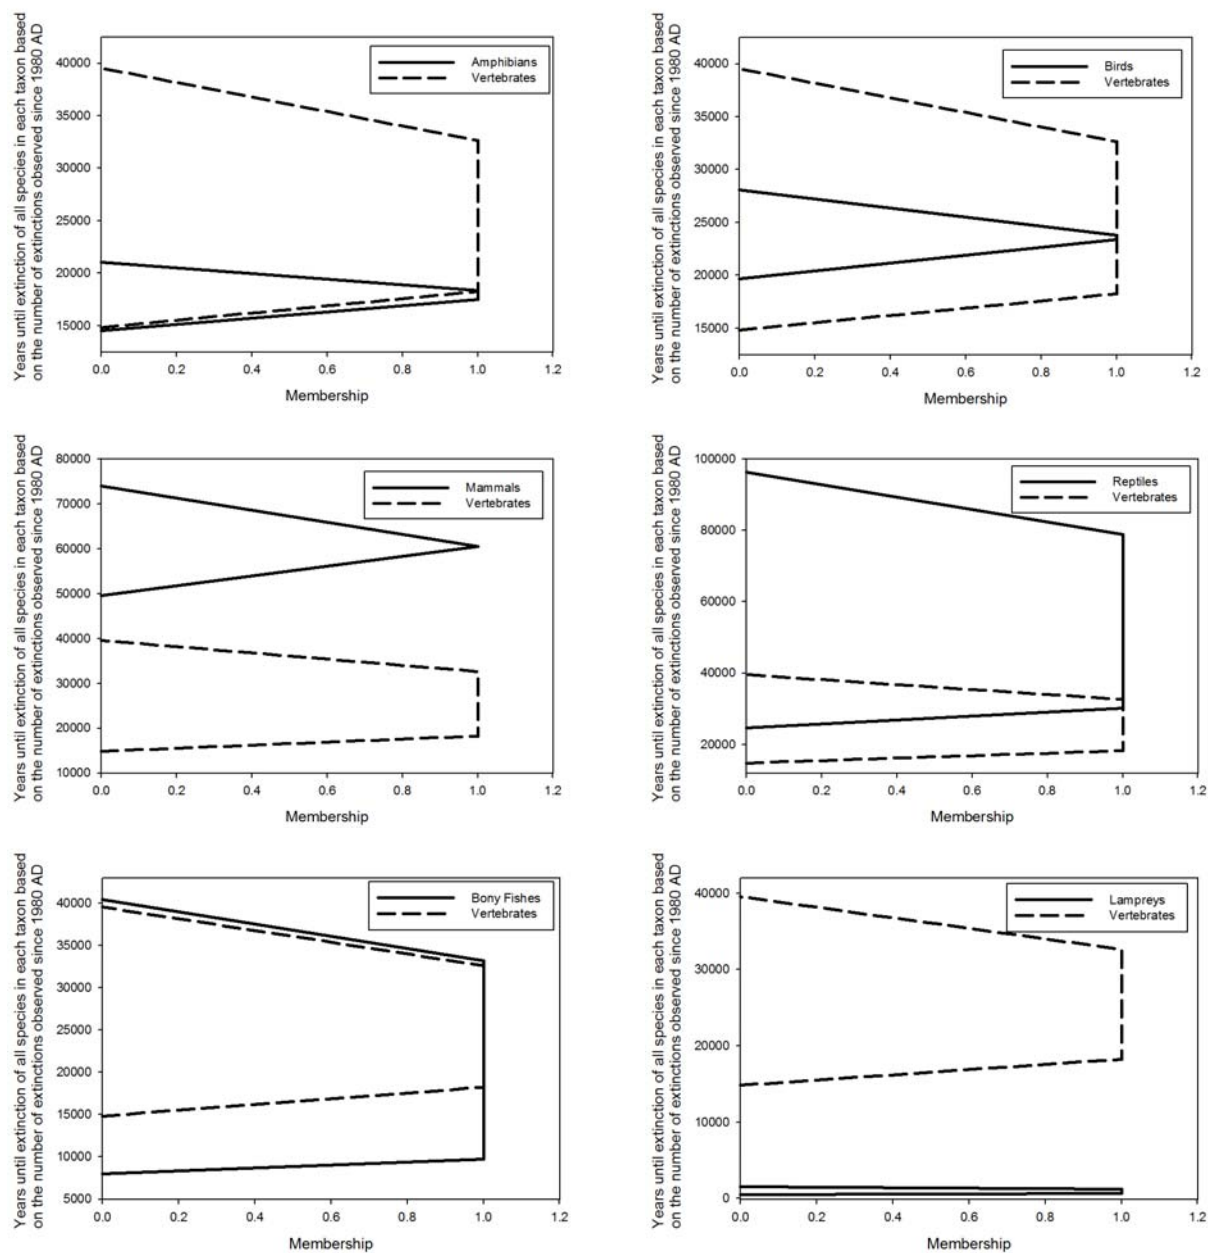 Years until extinction of all species in each taxon based
on the number of extinctions observed since 1980 AD
40000
35000
30000
25000
20000
15000
Amphibians
Vertebrates
0.0 0.2 0.4 0.6 0.8 1.0 1.2
Membership
Years until extinction of all species in each taxon based
on the number of extinctions observed since 1980 AD
40000
35000
30000
25000
20000
15000
Birds
Vertebrates
0.0 0.2 0.4 0.6 0.8 1.0 1.2
Membership
Years until extinction of all species in each taxon based
on the number of extinctions observed since 1980 AD
80000
70000
60000
50000
40000
30000
20000
10000
Mammals
Vertebrates
0.0 0.2 0.4 0.6 0.8 1.0 1.2
Membership
Years until extinction of all species in each taxon based
on the number of extinctions observed since 1980 AD
100000
80000
60000
40000
20000
Reptiles
Vertebrates
0.0 0.2 0.4 0.6 0.8 1.0 1.2
Membership
Years until extinction of all species in each taxon based
on the number of extinctions observed since 1980 AD
40000
35000
30000
25000
20000
15000
10000
5000
Bony Fishes
Vertebrates
0.0 0.2 0.4 0.6 0.8 1.0 1.2
Membership
Years until extinction of all species in each taxon based
on the number of extinctions observed since 1980 AD
40000
30000
20000
10000
0
Lampreys
Vertebrates
0.0 0.2 0.4 0.6 0.8 1.0 1.2
Membership